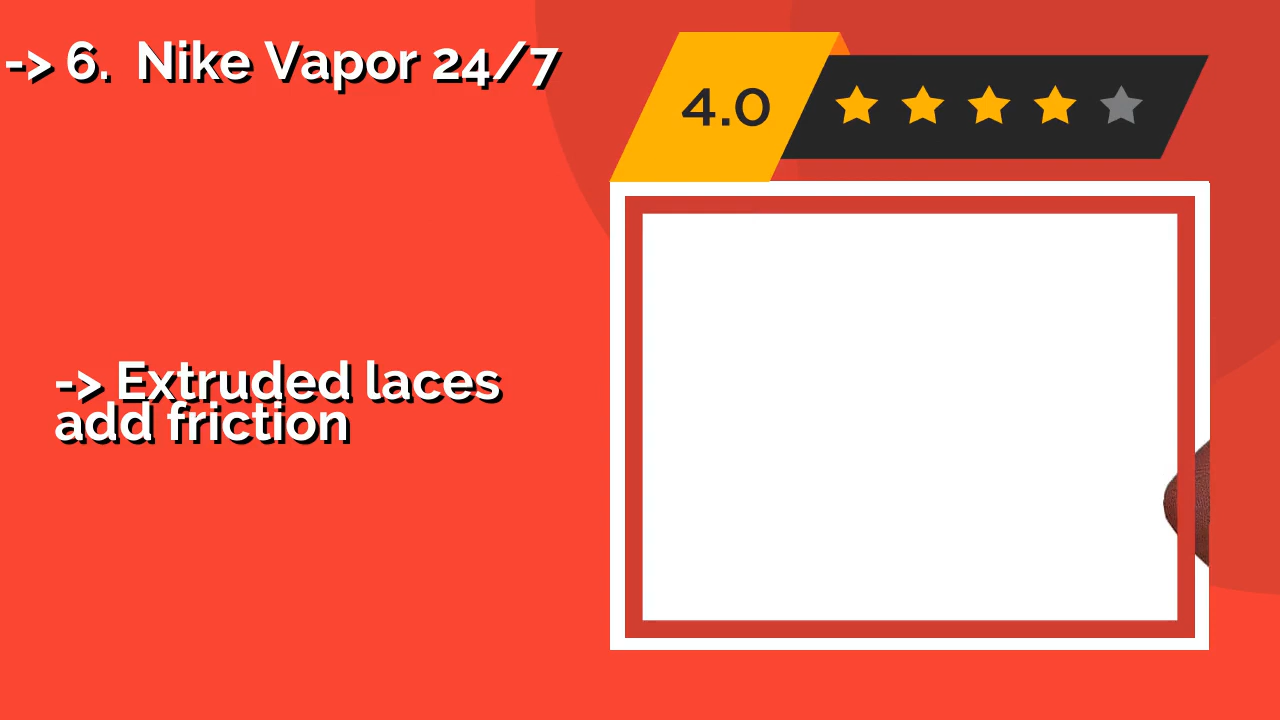 -> 6.  Nike Vapor 24/7
4.0
-> Extruded laces
add friction